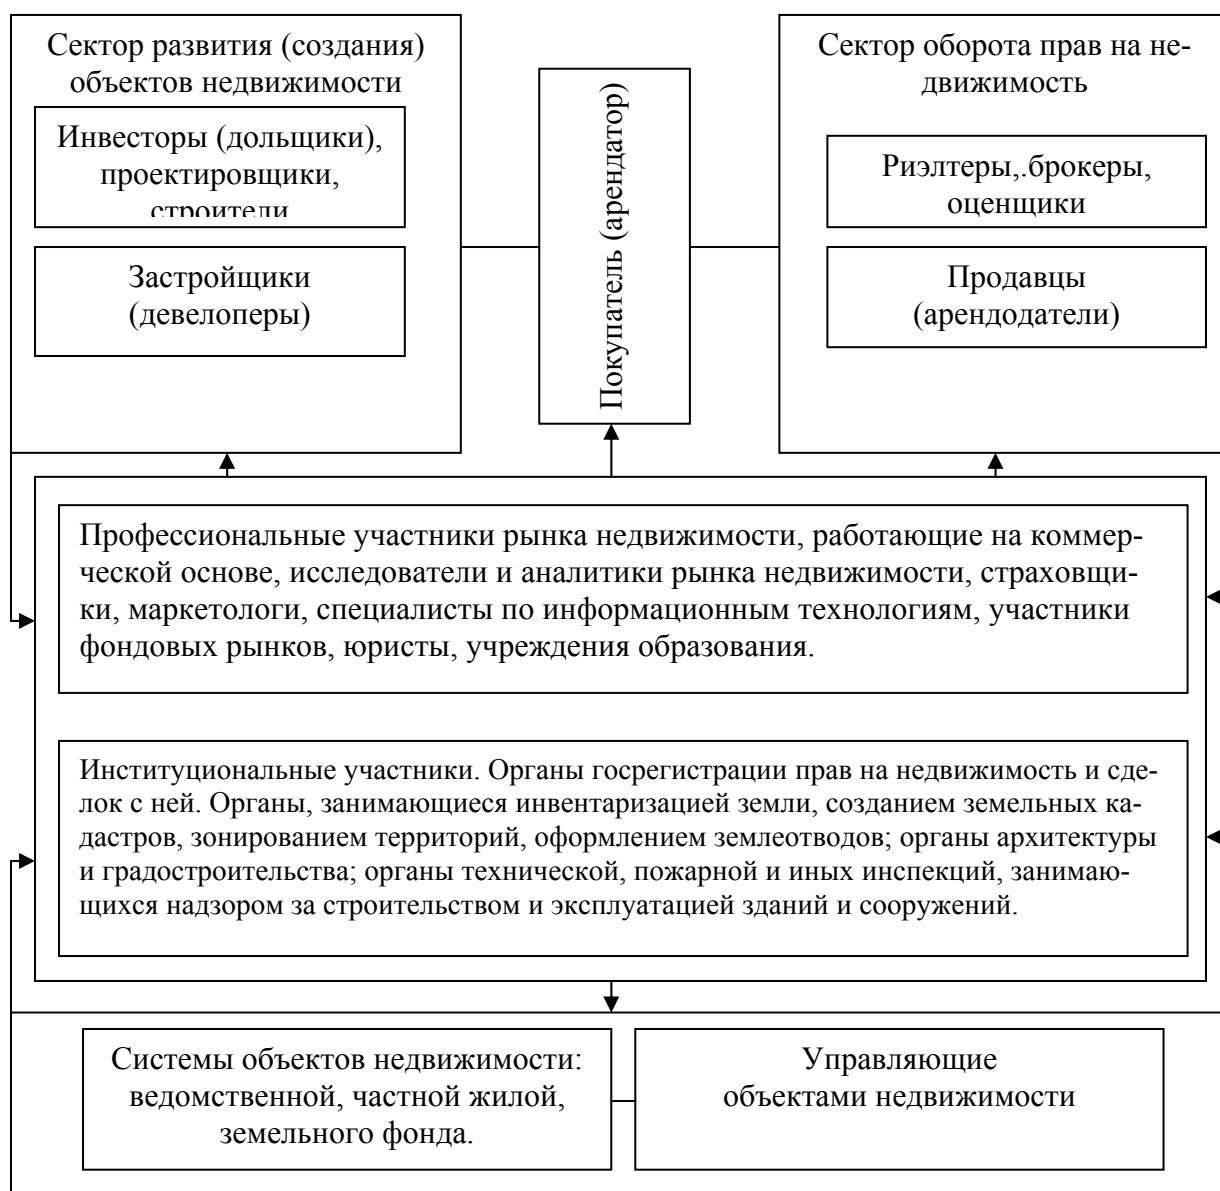 Сектор развития (создания)
объектов недвижимости
Инвесторы (дольщики),
проектировщики,
строители
Застройщики
(девелоперы)
Покупатель (арендатор)
Сектор оборота прав на не-
движимость
Риэлтеры,.брокеры,
оценщики
Продавцы
(арендодатели)
Профессиональные участники рынка недвижимости, работающие на коммер-
ческой основе, исследователи и аналитики рынка недвижимости, страховщи-
ки, маркетологи, специалисты по информационным технологиям, участники
фондовых рынков, юристы, учреждения образования.
Институциональные участники. Органы госрегистрации прав на недвижимость и сде-
лок с ней. Органы, занимающиеся инвентаризацией земли, созданием земельных ка-
дастров, зонированием территорий, оформлением землеотводов; органы архитектуры
и градостроительства; органы технической, пожарной и иных инспекций, занимаю-
щихся надзором за строительством и эксплуатацией зданий и сооружений.
Системы объектов недвижимости:
ведомственной, частной жилой,
земельного фонда.
Управляющие
объектами недвижимости